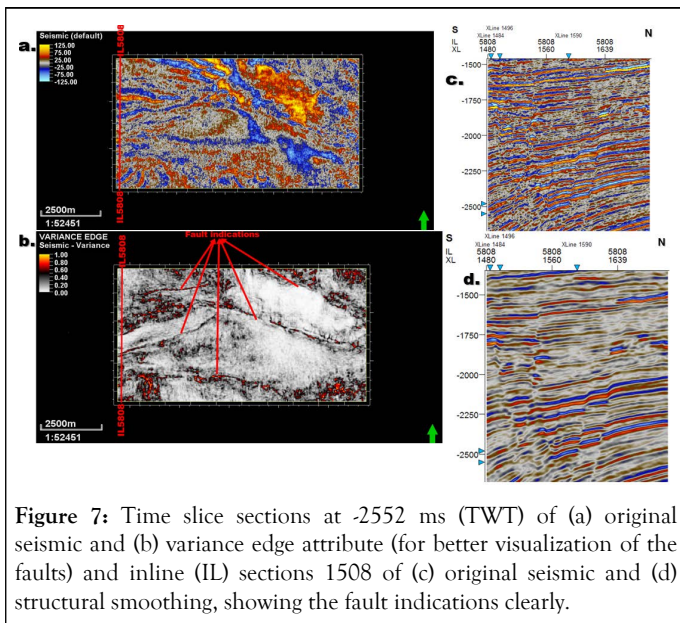 a.
Seismic (default)
125.00
75.00
25.00
-25.00
-75.00
-125.00
IL5808
IL5808
2500m
1:52451
b.
VARIANCE EDGE
Seismic - Variance
1.00
0.80
0.60
0.40
0.20
0.00
Fault indications
IL5808
IL5808
2500m
1:52451
S
XLine 1496
XLine 1484
XLine 1590
N
IL
5808
5808
5808
XL
1480
1560
1639
-1500
c.
-1750
-2000
-2250
-2500
S
XLine 1496
XLine 1484
XLine 1590
N
IL
5808
5808
5808
XL
1480
1560
1639
d.
-1500
-1750
-2000
-2250
-2500
Figure 7: Time slice sections at -2552 ms (TWT) of (a) original
seismic and (b) variance edge attribute (for better visualization of the
faults) and inline (IL) sections 1508 of (c) original seismic and (d)
structural smoothing, showing the fault indications clearly.